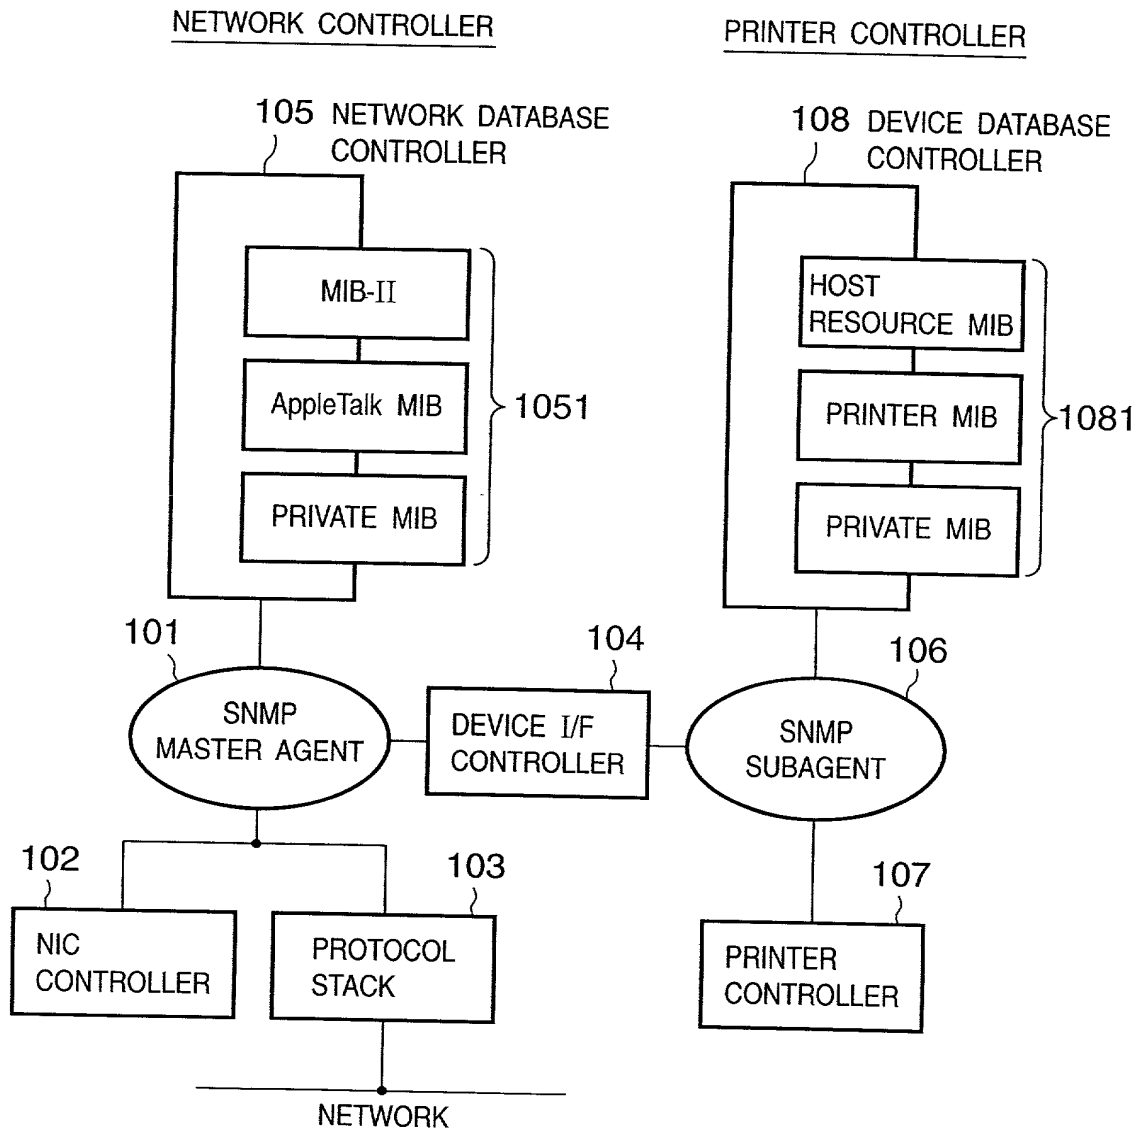 NETWORK CONTROLLER
PRINTER CONTROLLER
105 NETWORK DATABASE
CONTROLLER
108 DEVICE DATABASE
CONTROLLER
MIB-II
AppleTalk MIB
PRIVATE MIB
1051
HOST
RESOURCE MIB
PRINTER MIB
PRIVATE MIB
1081
101
SNMP
MASTER AGENT
104
DEVICE I/F
CONTROLLER
106
SNMP
SUBAGENT
102
NIC
CONTROLLER
103
PROTOCOL
STACK
107
PRINTER
CONTROLLER
NETWORK